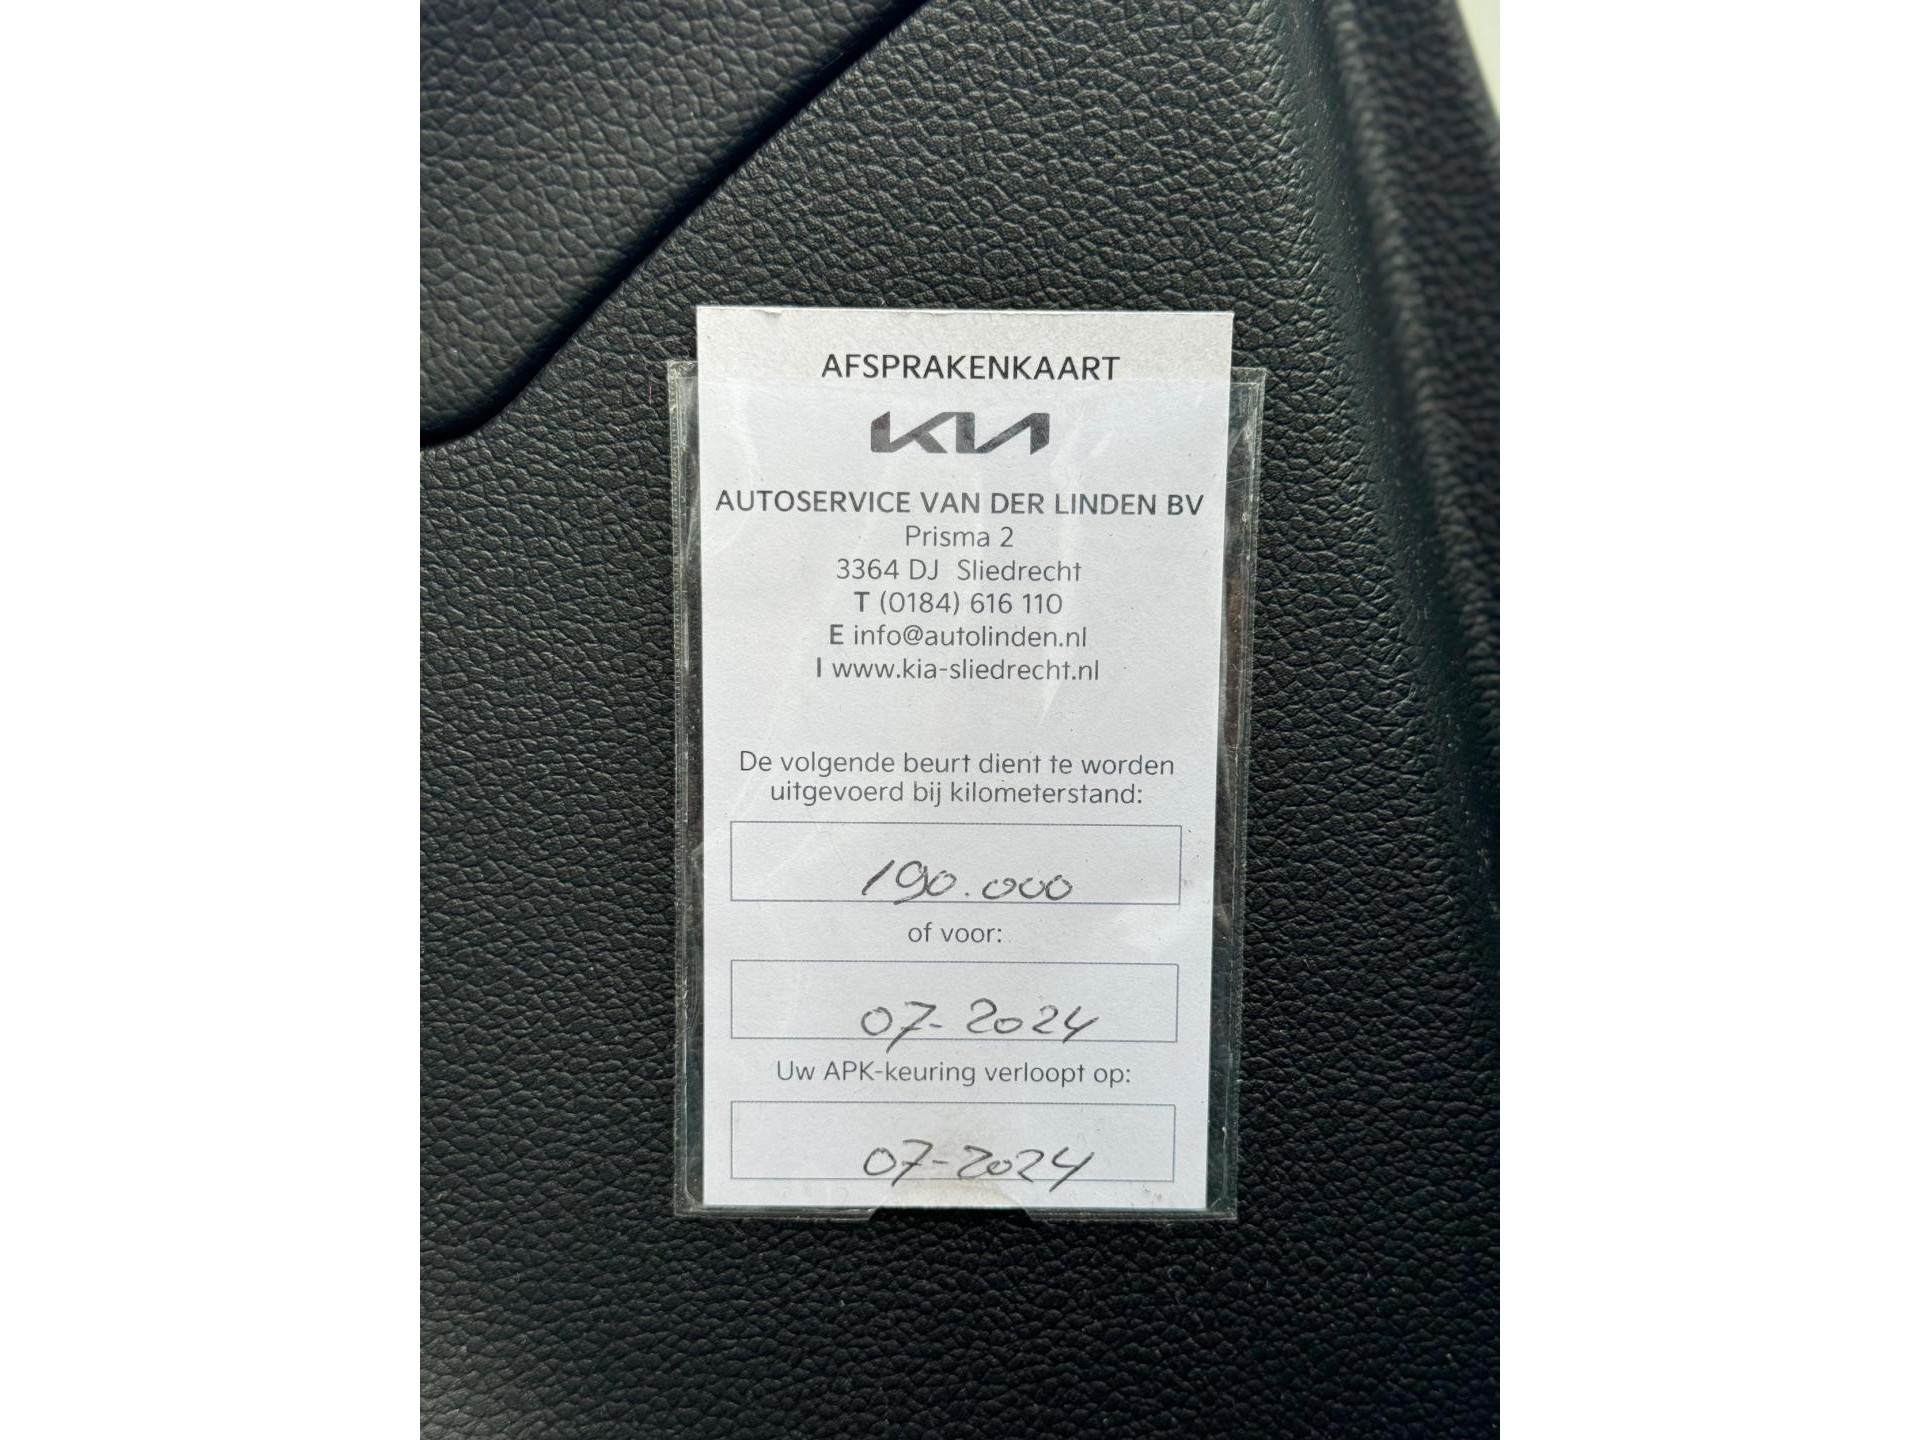 AFSPRAKENKAART
KIA
AUTOSERVICE VAN DER LINDEN BV
Prisma 2
3364 DJ Sliedrecht
T (0184) 616 110
E info@autolinden.nl
I www.kia-sliedrecht.nl
De volgende beurt dient te worden
uitgevoerd bij kilometerstand:
190.000
of voor:
07-2024
Uw APK-keuring verloopt op:
07-2024